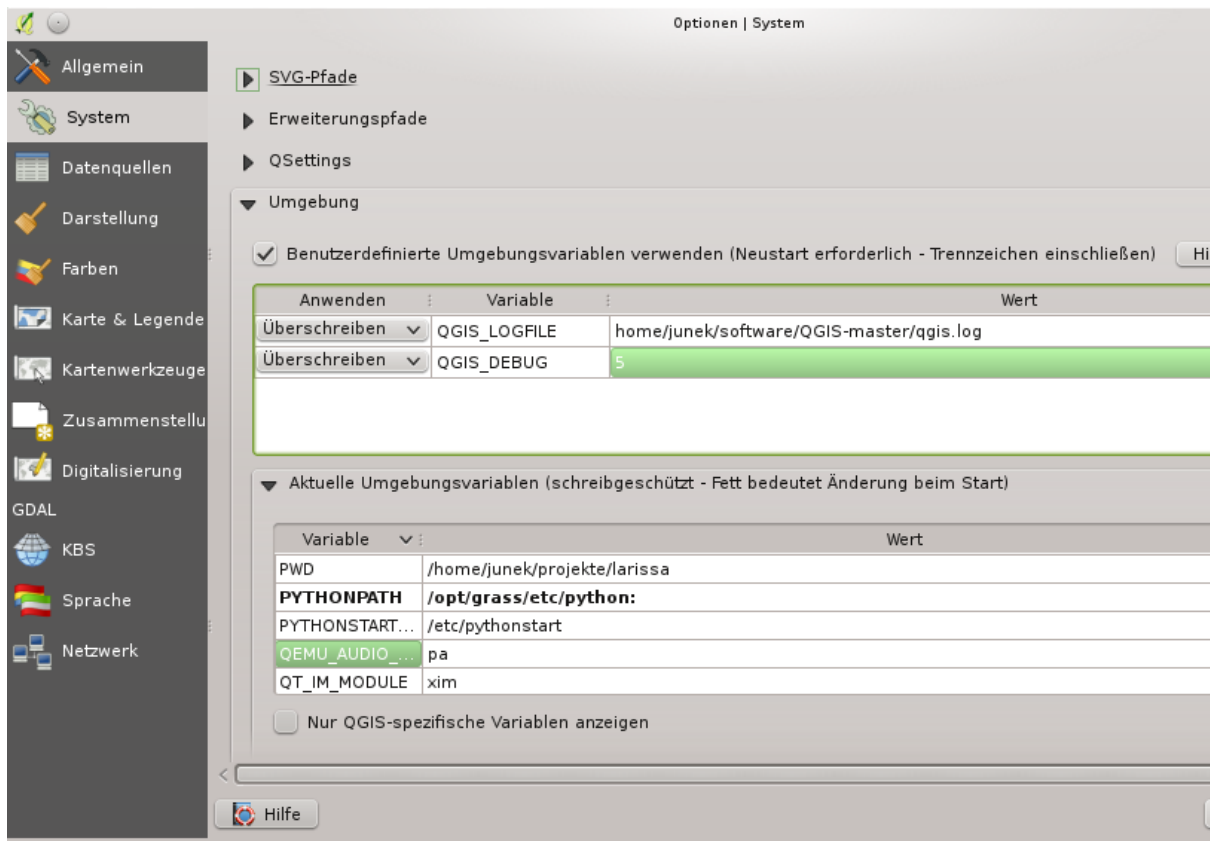 Optionen | System
Allgemein
System
Datenquellen
Darstellung
Farben
Karte & Legende
Kartenwerkzeuge
Zusammenstellu
Digitalisierung
GDAL
KBS
Sprache
Netzwerk
SVG-Pfade
Erweiterungspfade
QSettings
Umgebung
Benutzerdefinierte Umgebungsvariablen verwenden (Neustart erforderlich - Trennzeichen einschließen) Hi
Anwenden Variable Wert
Überschreiben QGIS_LOGFILE home/junek/software/QGIS-master/qgis.log
Überschreiben QGIS_DEBUG 5
Aktuelle Umgebungsvariablen (schreibgeschützt - Fett bedeutet Änderung beim Start)
Variable Wert
PWD /home/junek/projekte/larissa
PYTHONPATH /opt/grass/etc/python:
PYTHONSTART... /etc/pythonstart
QEMU_AUDIO_... pa
QT_IM_MODULE xim
Nur QGIS-spezifische Variablen anzeigen
Hilfe